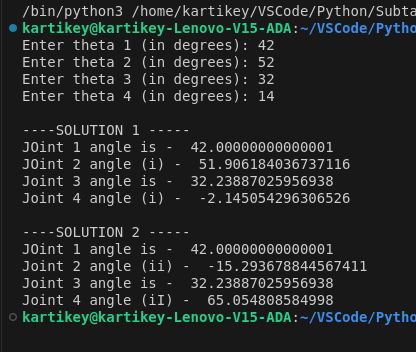 /bin/python3 /home/kartikey/VSCode/Python/Subta
kartikey@kartikey-Lenovo-V15-ADA:~/VSCode/Pytho
Enter theta 1 (in degrees): 42
Enter theta 2 (in degrees): 52
Enter theta 3 (in degrees): 32
Enter theta 4 (in degrees): 14
----SOLUTION 1 -----
JOint 1 angle is -  42.00000000000001
JOint 2 angle (i) -  51.906184036737116
Joint 3 angle is -  32.23887025956938
Joint 4 angle (i) -  -2.145054296306526
----SOLUTION 2 -----
JOint 1 angle is -  42.00000000000001
Joint 2 angle (ii) -  -15.293678844567411
Joint 3 angle is -  32.23887025956938
Joint 4 angle (iI) -  65.054808584998
kartikey@kartikey-Lenovo-V15-ADA:~/VSCode/Pytho